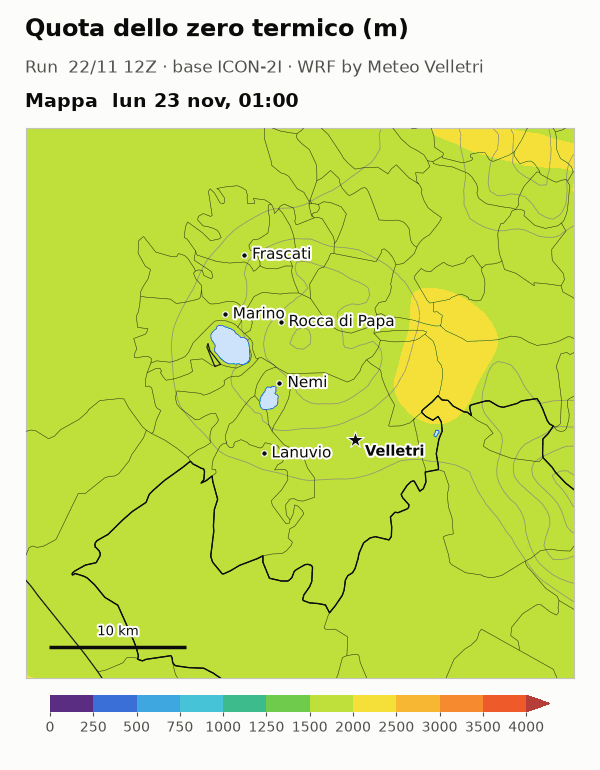 Quota dello zero termico (m)
Run  22/11 12Z · base ICON-2I · WRF by Meteo Velletri
Mappa  lun 23 nov, 01:00
Frascati
Marino
Rocca di Papa
Nemi
Velletri
Lanuvio
10 km
0 250 500 750 1000 1250 1500 2000 2500 3000 3500 4000